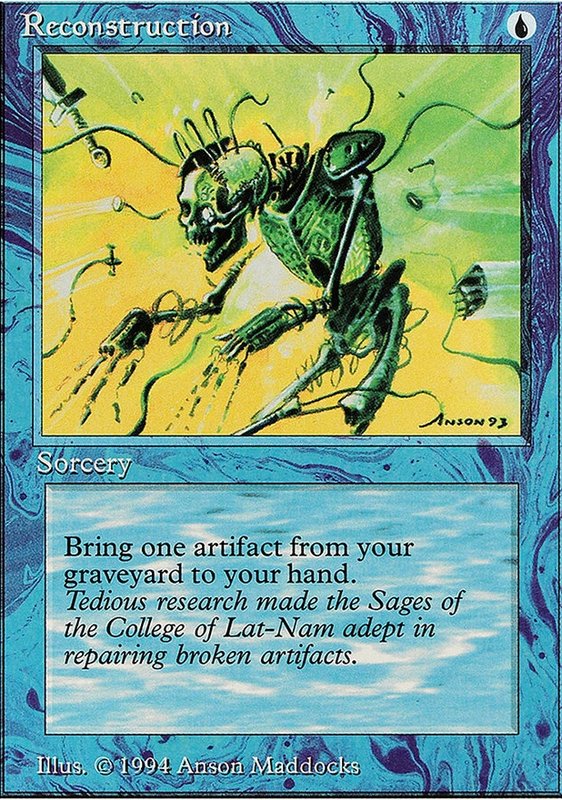 Reconstruction
ANSON 93
Sorcery
Bring one artifact from your
graveyard to your hand.
Tedious research made the Sages of
the College of Lat-Nam adept in
repairing broken artifacts.
Illus. © 1994 Anson Maddocks